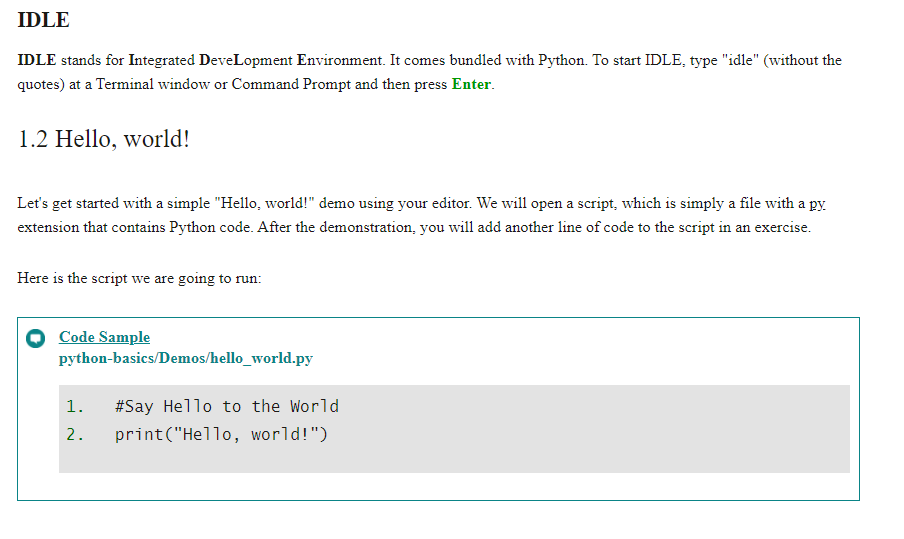 IDLE
IDLE stands for Integrated DeveLopment Environment. It comes bundled with Python. To start IDLE, type "idle" (without the
quotes) at a Terminal window or Command Prompt and then press Enter.
1.2 Hello, world!
Let's get started with a simple "Hello, world!" demo using your editor. We will open a script, which is simply a file with a py
extension that contains Python code. After the demonstration, you will add another line of code to the script in an exercise.
Here is the script we are going to run:
Code Sample
python-basics/Demos/hello_world.py
1. #Say Hello to the World
2. print("Hello, world!")